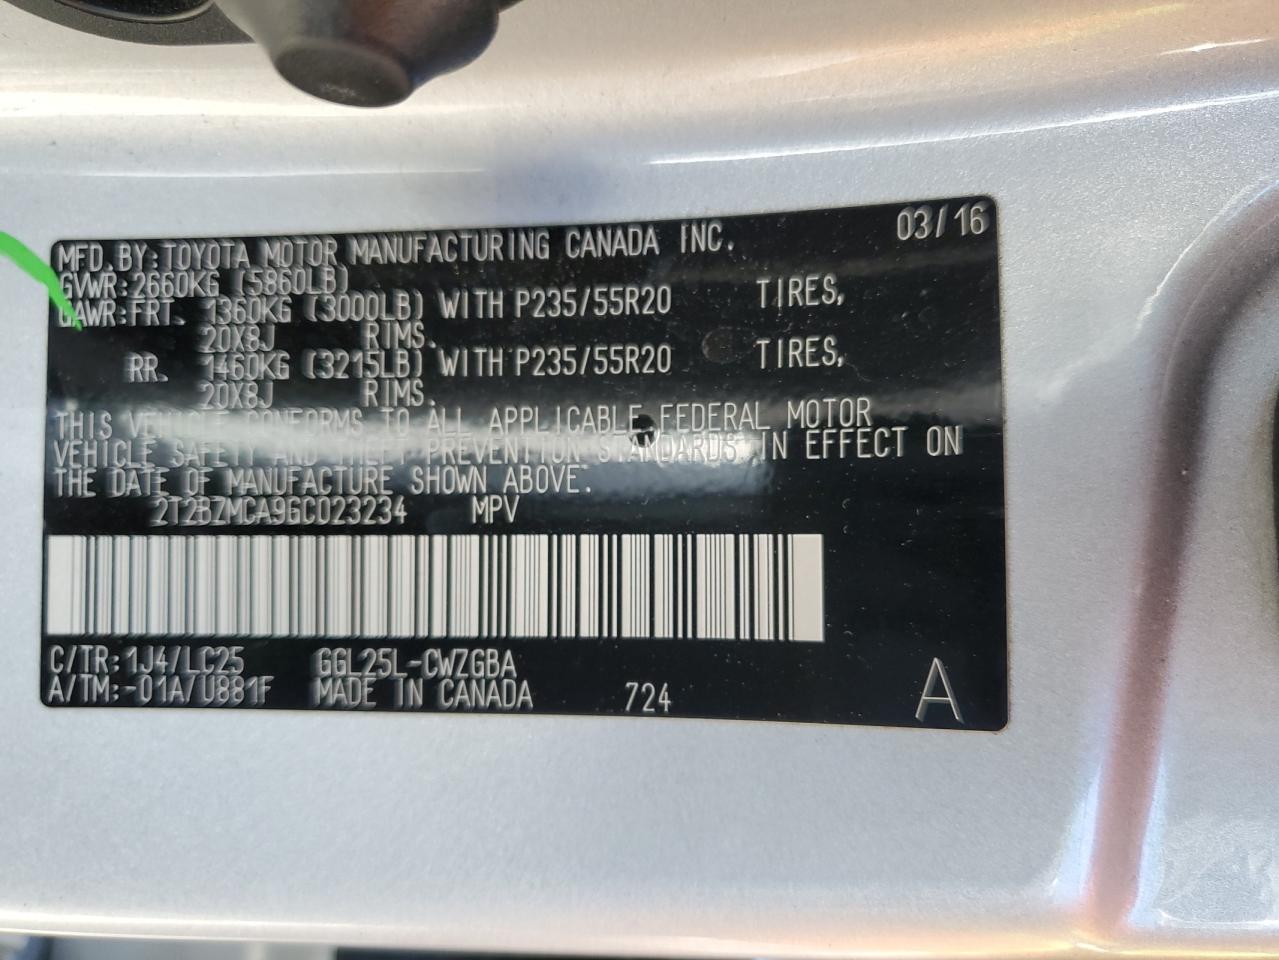 MFD. BY: TOYOTA MOTOR MANUFACTURING CANADA INC. 03/16
GVWR: 2660KG (5860LB)
GAWR: FRT. 1360KG (3000LB) WITH P235/55R20 TIRES,
20X8J RIMS.
RR. 1460KG (3215LB) WITH P235/55R20 TIRES,
20X8J RIMS.
THIS VEHICLE CONFORMS TO ALL APPLICABLE FEDERAL MOTOR
VEHICLE SAFETY AND THEFT PREVENTION STANDARDS IN EFFECT ON
THE DATE OF MANUFACTURE SHOWN ABOVE.
2T2BZMCA9GC023234 MPV
C/TR: 1J4/LC25 GGL25L-CWZGBA
A/TM: -01A/U881F MADE IN CANADA 724 A